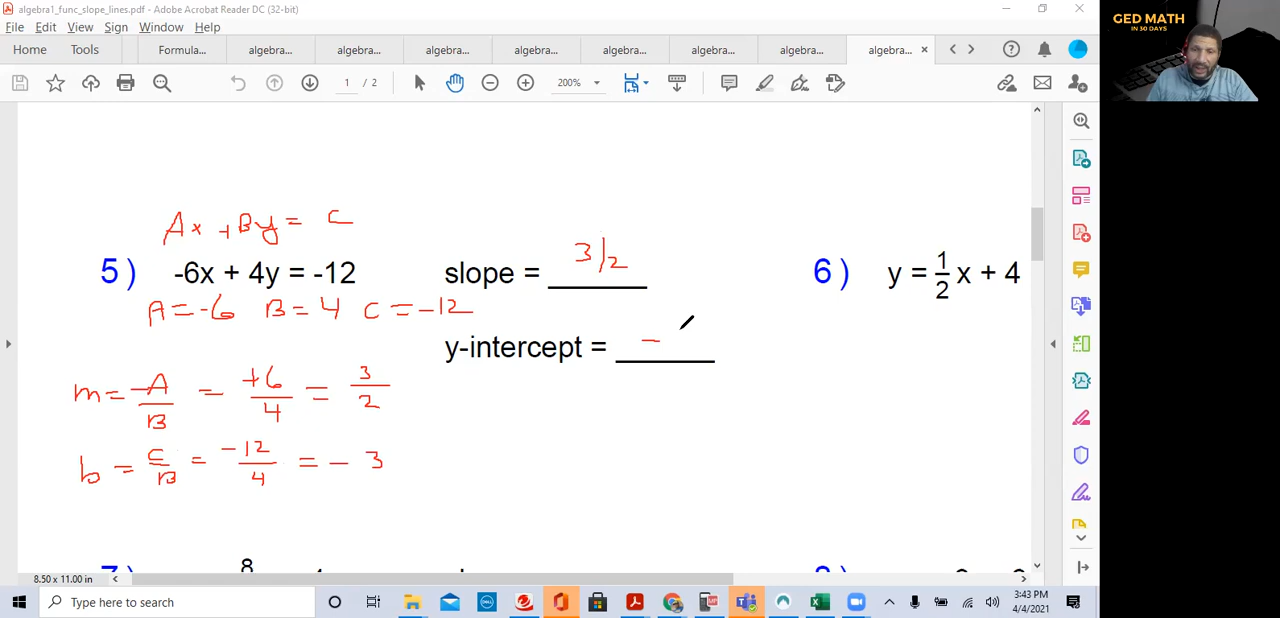 algebra1_func_slope_lines.pdf - Adobe Acrobat Reader DC (32-bit)
File Edit View Sign Window Help
Home Tools Formula... algebra... algebra... algebra... algebra... algebra... algebra... algebra... algebra... ×
1 / 2 200%
GED MATH
IN 30 DAYS
Ax + By = C
5) -6x + 4y = -12 slope = 3/2 6) y = 1/2 x + 4
A = -6 B = 4 C = -12
y-intercept = -
m = -A/B = +6/4 = 3/2
b = C/B = -12/4 = - 3
8.50 x 11.00 in
Type here to search
3:43 PM
4/4/2021